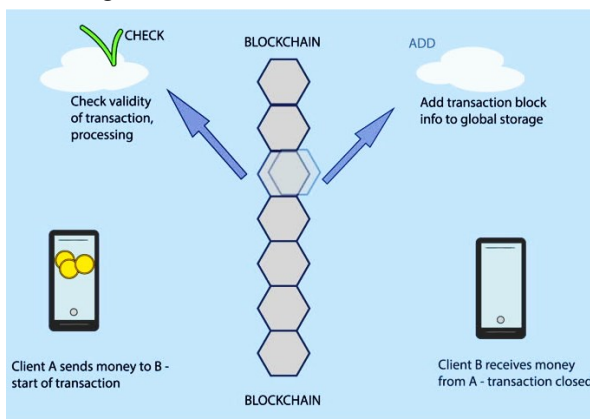 CHECK
BLOCKCHAIN
ADD
Check validity
of transaction,
processing
Add transaction block
info to global storage
Client A sends money to B -
start of transaction
Client B receives money
from A - transaction closed
BLOCKCHAIN